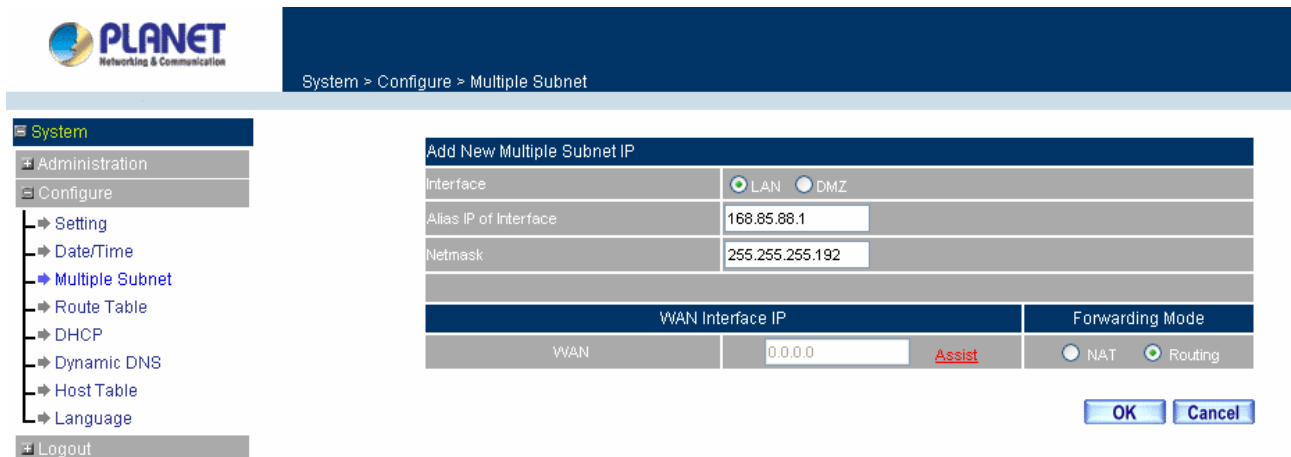 PLANET
Networking & Communication
System > Configure > Multiple Subnet
System
Administration
Configure
Setting
Date/Time
Multiple Subnet
Route Table
DHCP
Dynamic DNS
Host Table
Language
Logout
Add New Multiple Subnet IP
Interface LAN DMZ
Alias IP of Interface 168.85.88.1
Netmask 255.255.255.192
WAN Interface IP Forwarding Mode
WAN 0.0.0.0 Assist NAT Routing
OK Cancel